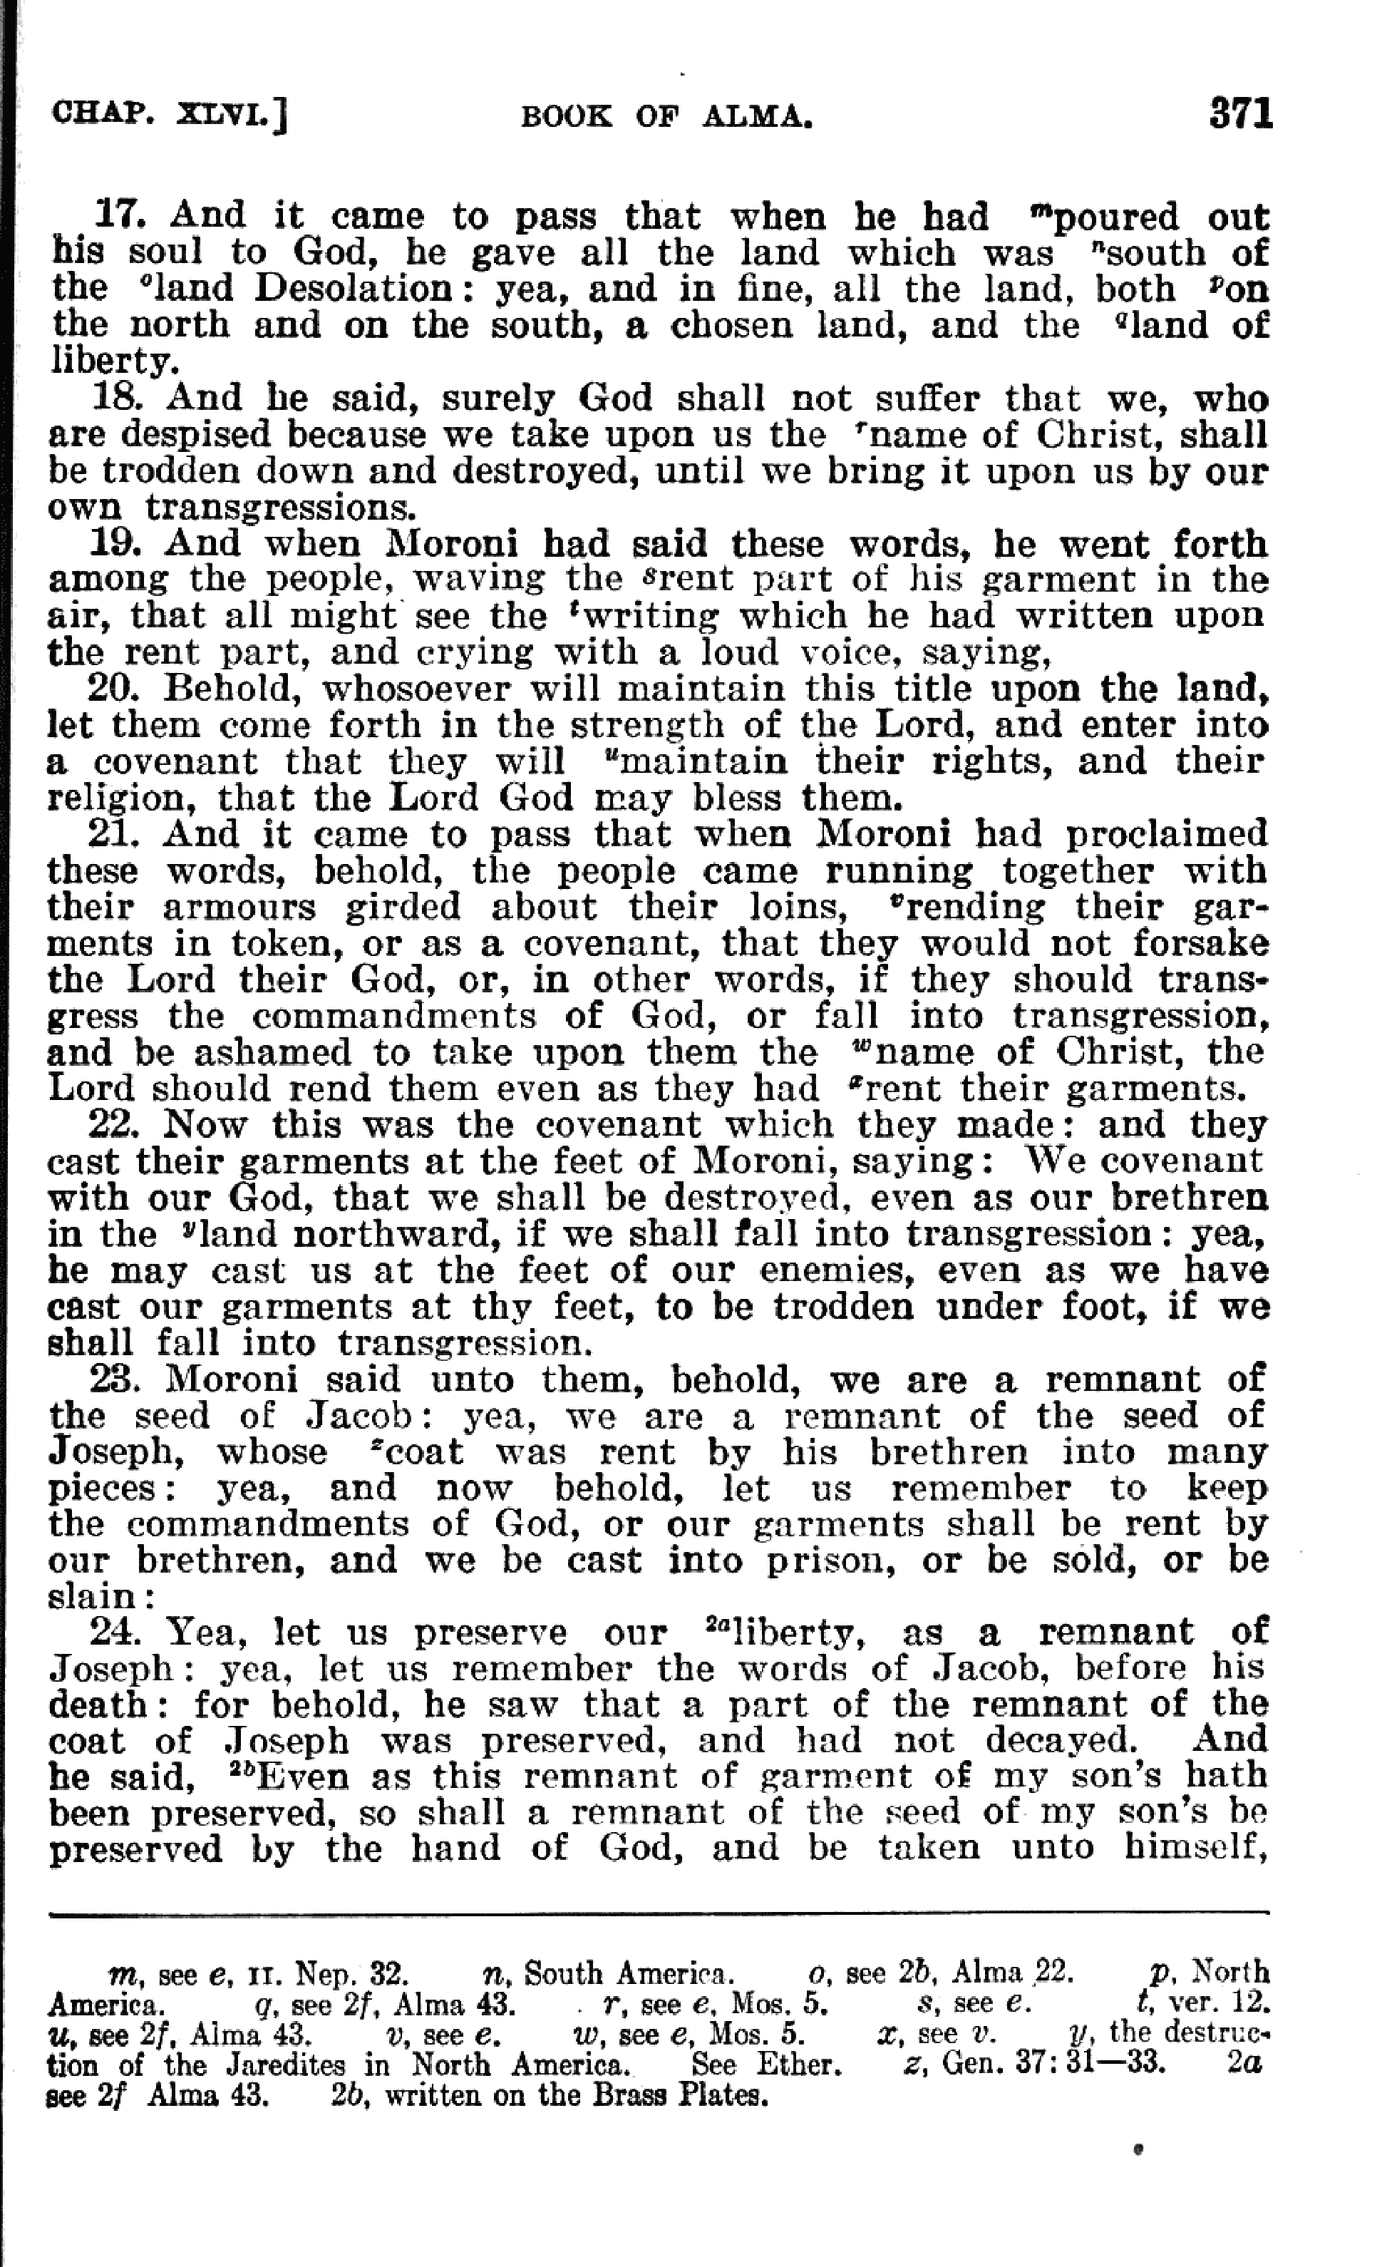 CHAP. XLVI.] BOOK OF ALMA. 371
17. And it came to pass that when he had ᵐpoured out
his soul to God, he gave all the land which was ⁿsouth of
the ᵒland Desolation: yea, and in fine, all the land, both ᵖon
the north and on the south, a chosen land, and the qland of
liberty.
18. And he said, surely God shall not suffer that we, who
are despised because we take upon us the ʳname of Christ, shall
be trodden down and destroyed, until we bring it upon us by our
own transgressions.
19. And when Moroni had said these words, he went forth
among the people, waving the ˢrent part of his garment in the
air, that all might see the ᵗwriting which he had written upon
the rent part, and crying with a loud voice, saying,
20. Behold, whosoever will maintain this title upon the land,
let them come forth in the strength of the Lord, and enter into
a covenant that they will ᵘmaintain their rights, and their
religion, that the Lord God may bless them.
21. And it came to pass that when Moroni had proclaimed
these words, behold, the people came running together with
their armours girded about their loins, ᵛrending their gar-
ments in token, or as a covenant, that they would not forsake
the Lord their God, or, in other words, if they should trans-
gress the commandments of God, or fall into transgression,
and be ashamed to take upon them the ʷname of Christ, the
Lord should rend them even as they had ˣrent their garments.
22. Now this was the covenant which they made: and they
cast their garments at the feet of Moroni, saying: We covenant
with our God, that we shall be destroyed, even as our brethren
in the ʸland northward, if we shall fall into transgression: yea,
he may cast us at the feet of our enemies, even as we have
cast our garments at thy feet, to be trodden under foot, if we
shall fall into transgression.
23. Moroni said unto them, behold, we are a remnant of
the seed of Jacob: yea, we are a remnant of the seed of
Joseph, whose ᶻcoat was rent by his brethren into many
pieces: yea, and now behold, let us remember to keep
the commandments of God, or our garments shall be rent by
our brethren, and we be cast into prison, or be sold, or be
slain:
24. Yea, let us preserve our ²ᵃliberty, as a remnant of
Joseph: yea, let us remember the words of Jacob, before his
death: for behold, he saw that a part of the remnant of the
coat of Joseph was preserved, and had not decayed. And
he said, ²ᵇEven as this remnant of garment of my son's hath
been preserved, so shall a remnant of the seed of my son's be
preserved by the hand of God, and be taken unto himself,
m, see e, II. Nep. 32. n, South America. o, see 2b, Alma 22. p, North
America. q, see 2f, Alma 43. r, see e, Mos. 5. s, see e. t, ver. 12.
u, see 2f, Alma 43. v, see e. w, see e, Mos. 5. x, see v. y, the destruc-
tion of the Jaredites in North America. See Ether. z, Gen. 37: 31—33. 2a
see 2f Alma 43. 2b, written on the Brass Plates.